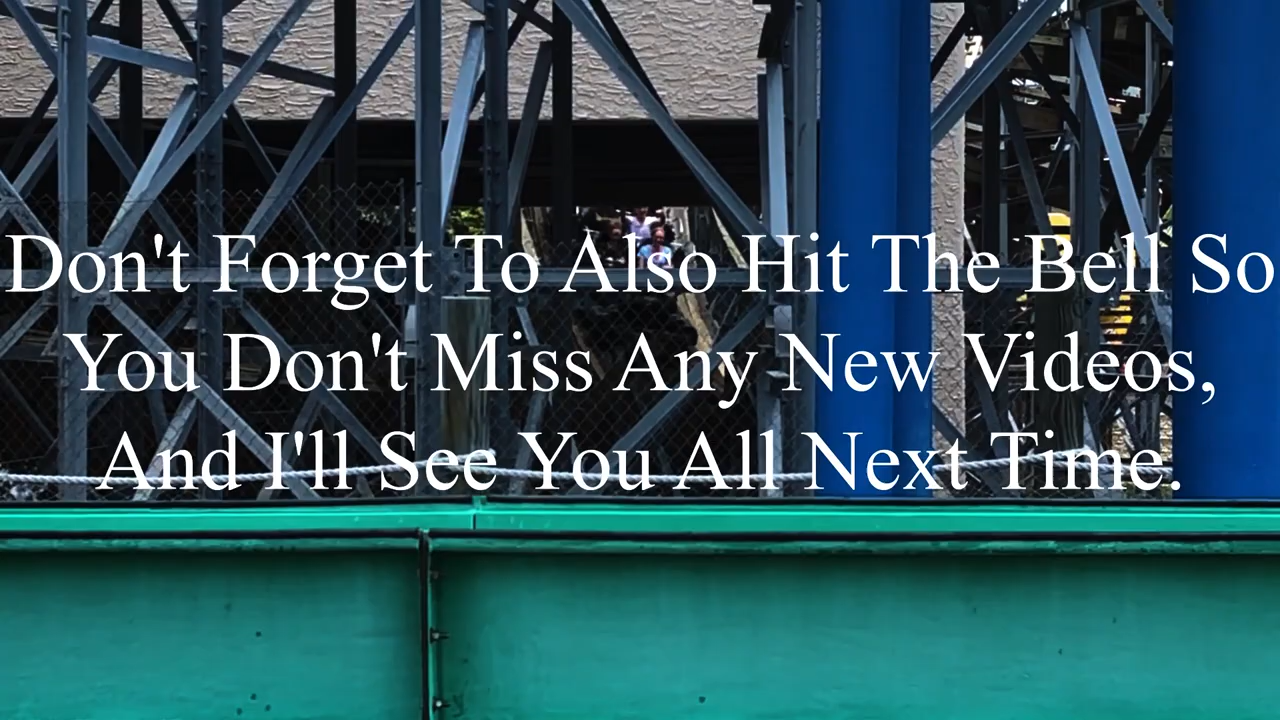 Don't Forget To Also Hit The Bell So
You Don't Miss Any New Videos,
And I'll See You All Next Time.